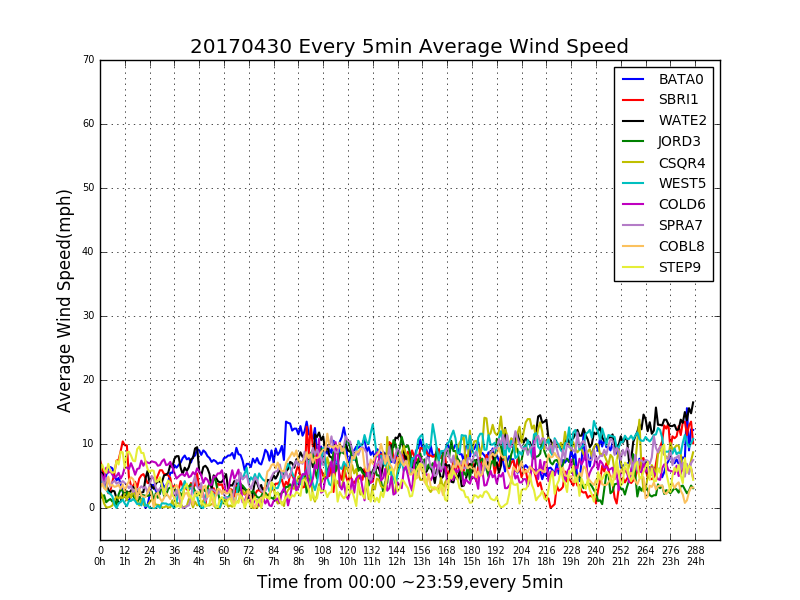 20170430 Every 5min Average Wind Speed
70
60
50
40
30
20
10
0
Average Wind Speed(mph)
BATA0
SBRI1
WATE2
JORD3
CSQR4
WEST5
COLD6
SPRA7
COBL8
STEP9
0 12 24 36 48 60 72 84 96 108 120 132 144 156 168 180 192 204 216 228 240 252 264 276 288
0h 1h 2h 3h 4h 5h 6h 7h 8h 9h 10h 11h 12h 13h 14h 15h 16h 17h 18h 19h 20h 21h 22h 23h 24h
Time from 00:00 ~23:59,every 5min